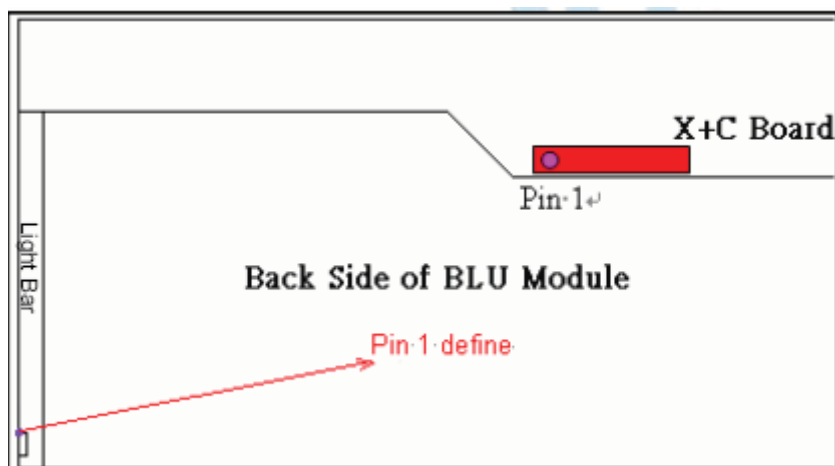 X+C Board
Pin·1↵
Light Bar
Back Side of BLU Module
Pin·1·define·